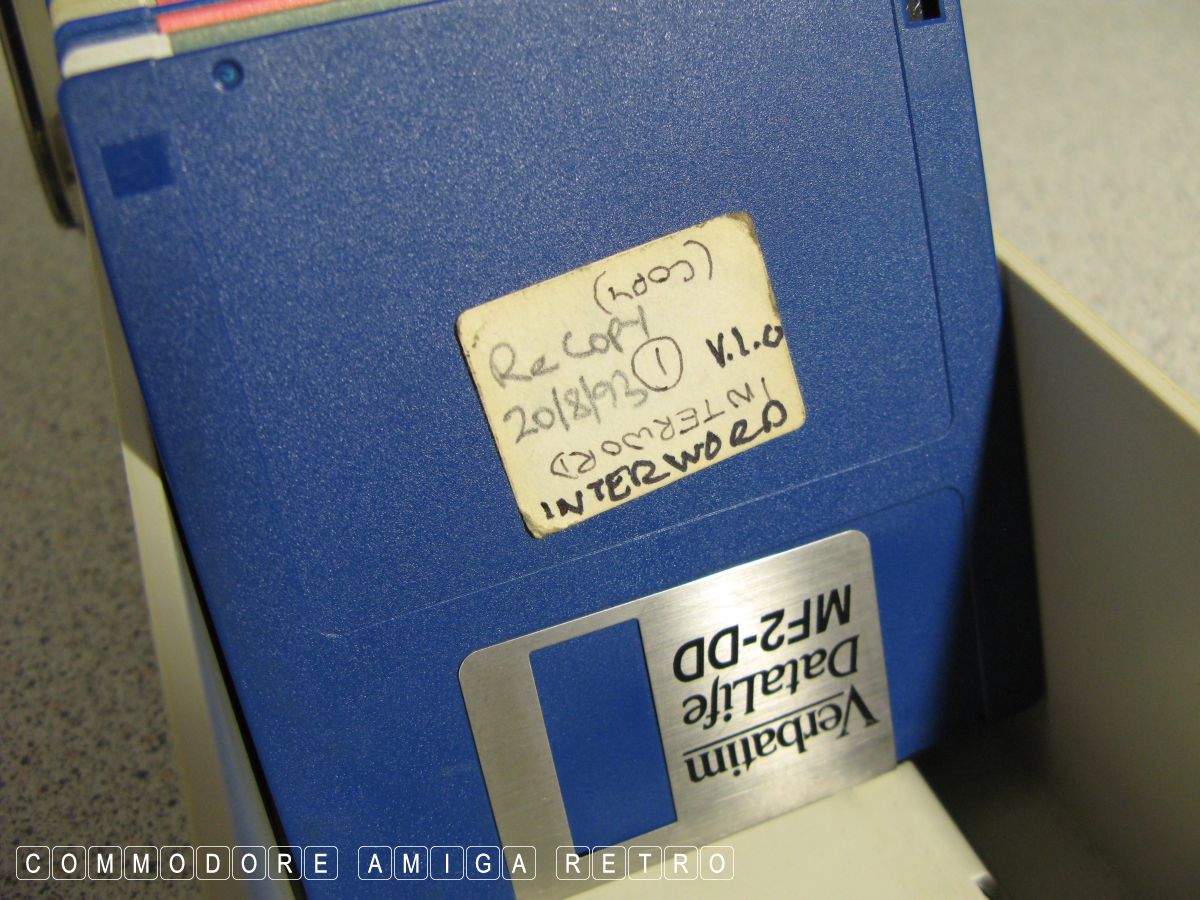 (COPY)
Re COPY
20/8/93 1 V.1.0
INTERWORD
INTERWORD
Verbatim
DataLife
MF2-DD
COMMODORE AMIGA RETRO